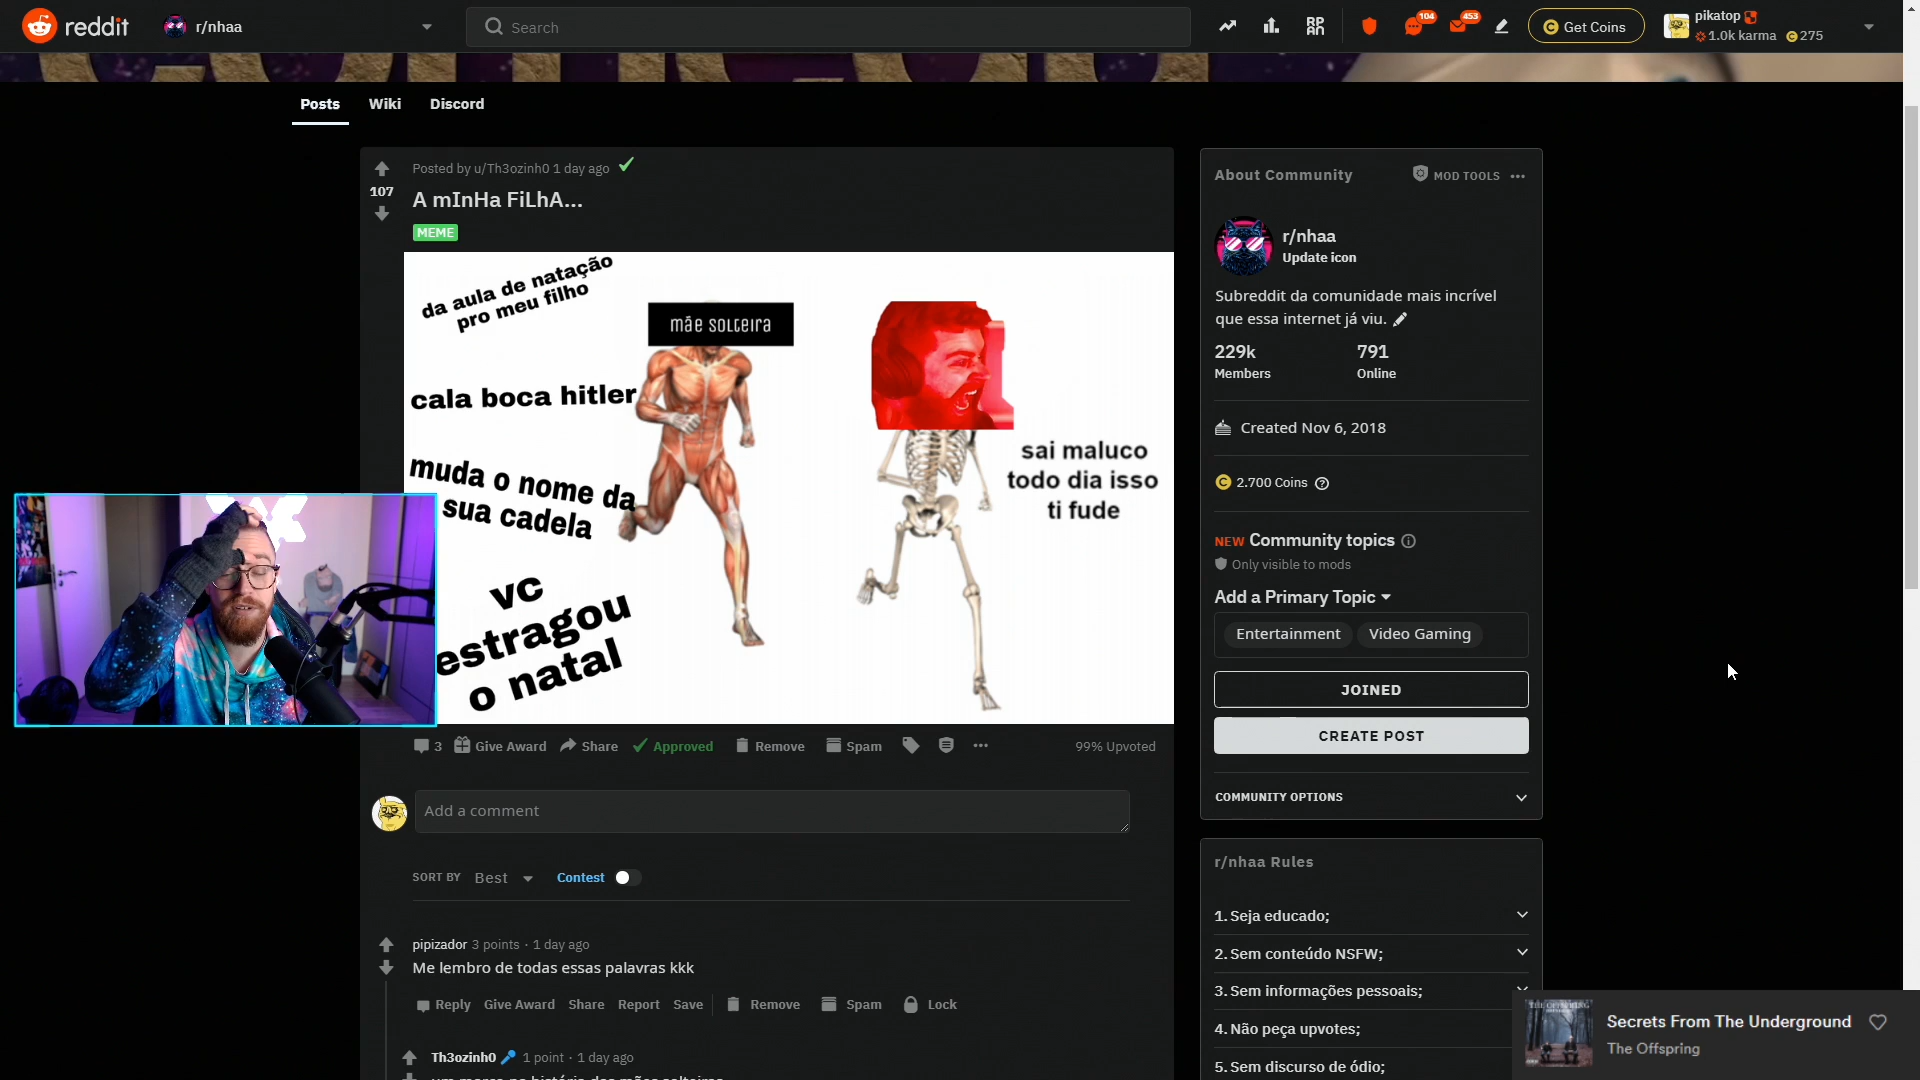 reddit
r/nhaa
Search
RPAN
104
453
Get Coins
pikatop
1.0k karma
275
Posts
Wiki
Discord
107
Posted by u/Th3ozinh0 1 day ago
A mInHa FiLhA...
MEME
da aula de natação
pro meu filho
mãe solteira
cala boca hitler
muda o nome da
sua cadela
sai maluco
todo dia isso
ti fude
vc
estragou
o natal
3
Give Award
Share
Approved
Remove
Spam
99% Upvoted
Add a comment
SORT BY
Best
Contest
pipizador 3 points · 1 day ago
Me lembro de todas essas palavras kkk
Reply
Give Award
Share
Report
Save
Remove
Spam
Lock
Th3ozinh0
1 point · 1 day ago
About Community
MOD TOOLS
r/nhaa
Update icon
Subreddit da comunidade mais incrível
que essa internet já viu.
229k
791
Members
Online
Created Nov 6, 2018
2.700 Coins
NEW Community topics
Only visible to mods
Add a Primary Topic
Entertainment
Video Gaming
JOINED
CREATE POST
COMMUNITY OPTIONS
r/nhaa Rules
1. Seja educado;
2. Sem conteúdo NSFW;
3. Sem informações pessoais;
4. Não peça upvotes;
5. Sem discurso de ódio;
THE OFFSPRING
Secrets From The Underground
The Offspring